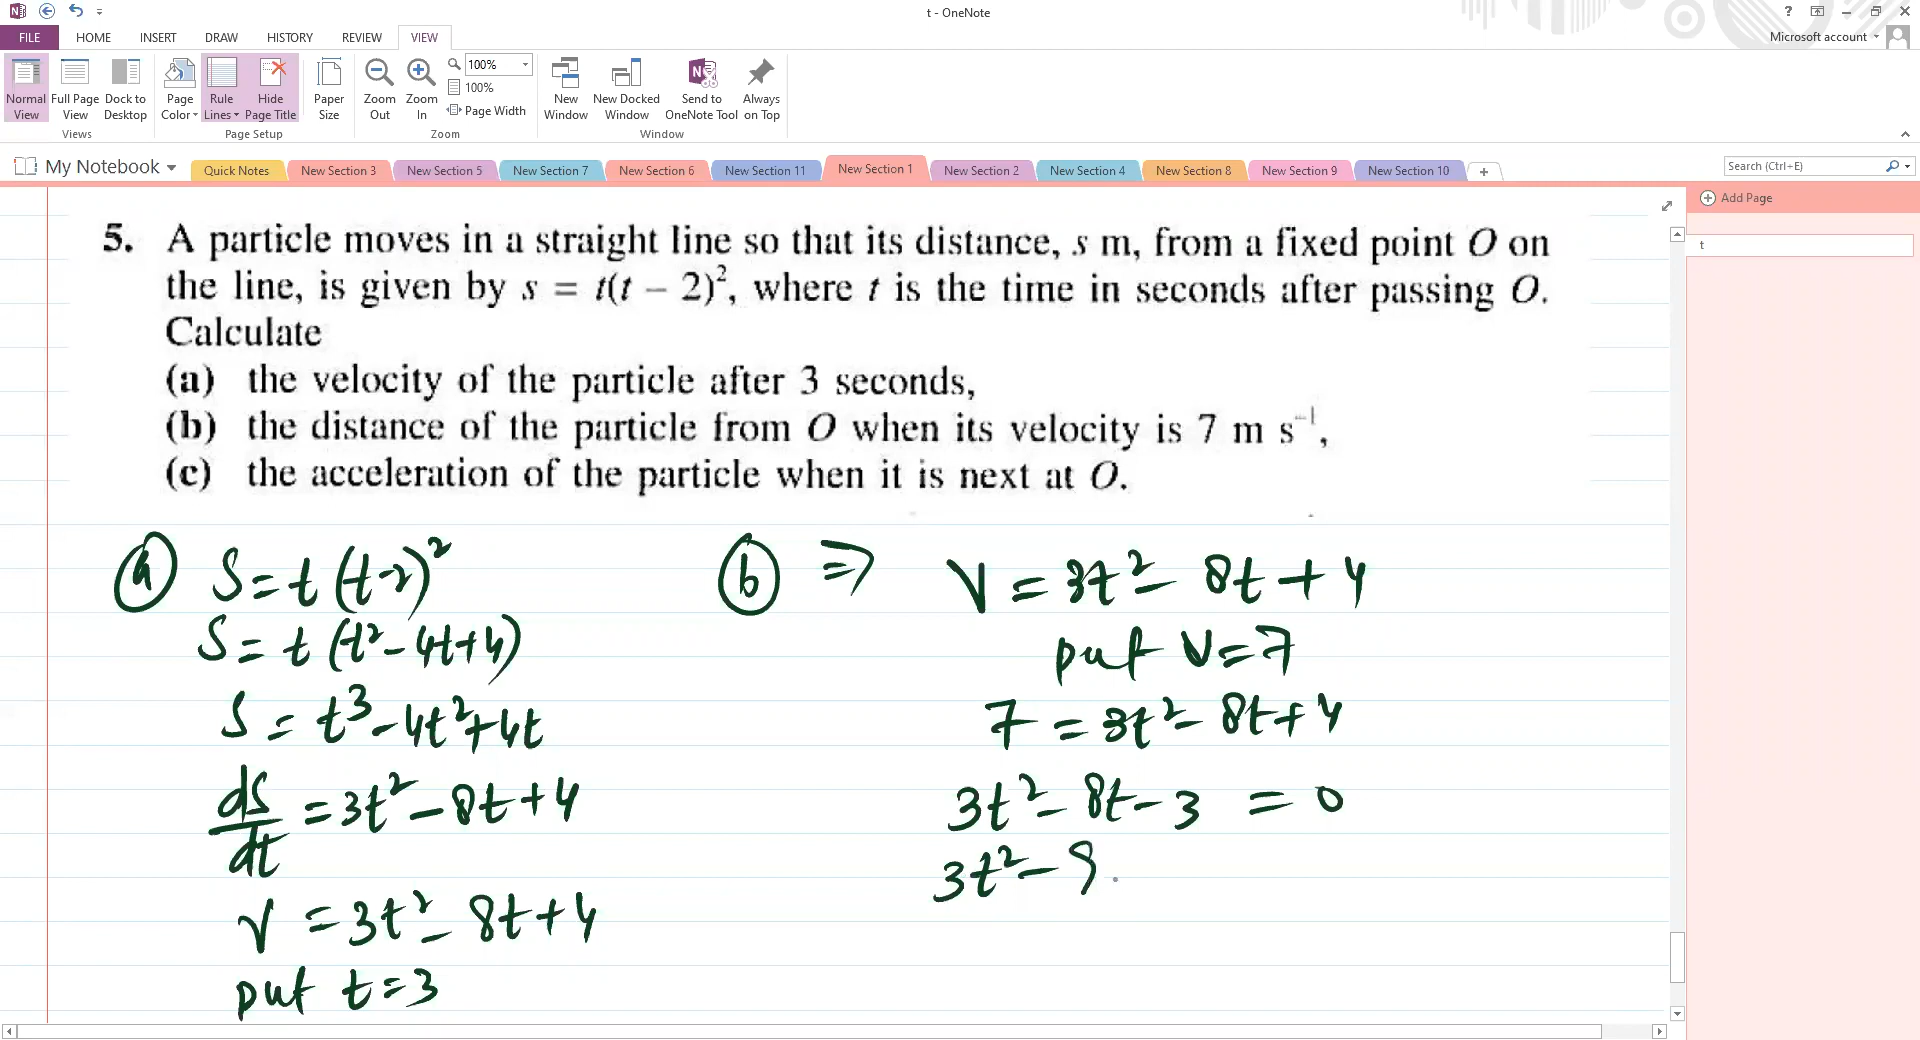 t - OneNote
FILE HOME INSERT DRAW HISTORY REVIEW VIEW
Microsoft account
Normal View
Full Page View
Dock to Desktop
Views
Page Color
Rule Lines
Hide Page Title
Page Setup
Paper Size
Zoom Out
Zoom In
100%
100%
Page Width
Zoom
New Window
New Docked Window
Send to OneNote Tool
Always on Top
Window
My Notebook
Quick Notes
New Section 3
New Section 5
New Section 7
New Section 6
New Section 11
New Section 1
New Section 2
New Section 4
New Section 8
New Section 9
New Section 10
Search (Ctrl+E)
Add Page
t
5. A particle moves in a straight line so that its distance, s m, from a fixed point O on
the line, is given by s = t(t − 2)², where t is the time in seconds after passing O.
Calculate
(a) the velocity of the particle after 3 seconds,
(b) the distance of the particle from O when its velocity is 7 m s⁻¹,
(c) the acceleration of the particle when it is next at O.
(a) S = t (t-2)²
S = t (t² - 4t + 4)
S = t³ - 4t² + 4t
dS/dt = 3t² - 8t + 4
V = 3t² - 8t + 4
put t = 3
(b) ⇒ V = 3t² - 8t + 4
put V = 7
7 = 3t² - 8t + 4
3t² - 8t - 3 = 0
3t² - 9